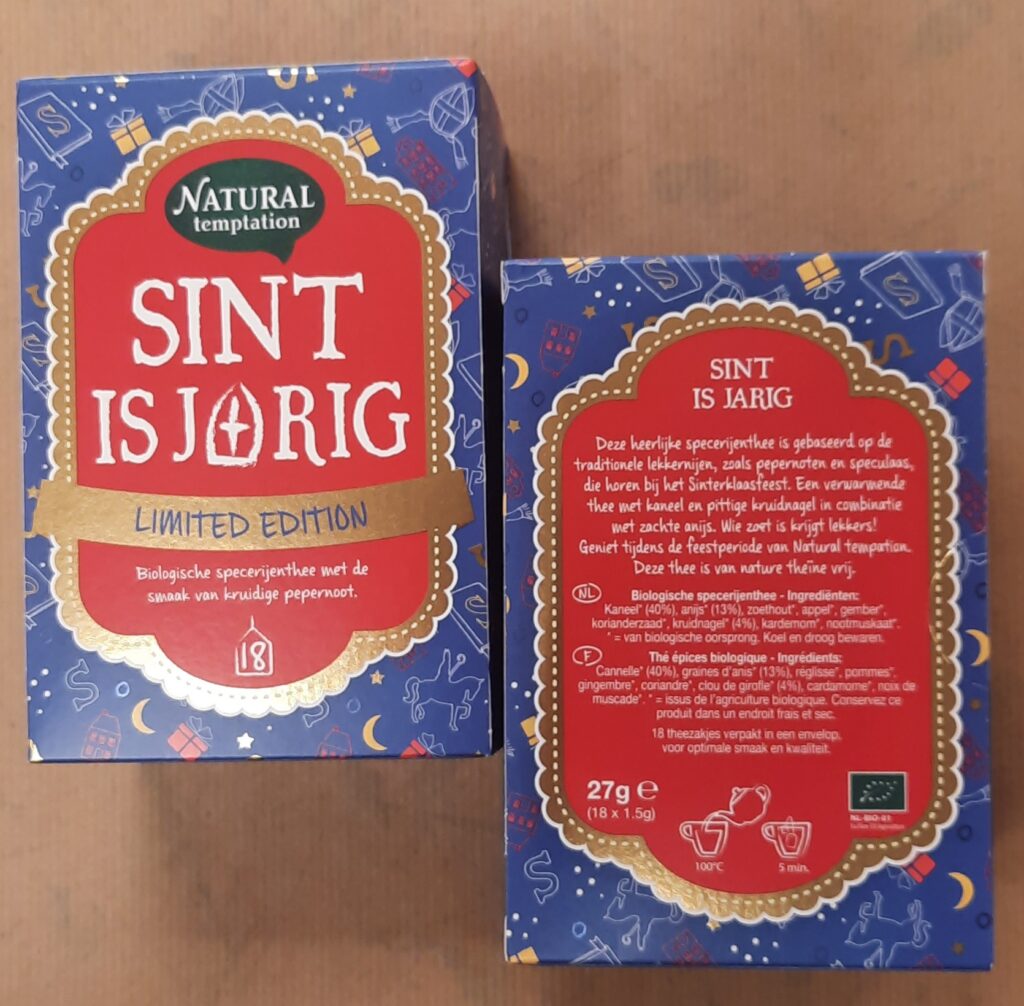 NATURAL
temptation
SINT
IS JARIG
LIMITED EDITION
Biologische specerijenthee met de
smaak van kruidige pepernoot.
18
SINT
IS JARIG
Deze heerlijke specerijenthee is gebaseerd op de
traditionele lekkernijen, zoals pepernoten en speculaas,
die horen bij het Sinterklaasfeest. Een verwarmende
thee met kaneel en pittige kruidnagel in combinatie
met zachte anijs. Wie zoet is krijgt lekkers!
Geniet tijdens de feestperiode van Natural tempation.
Deze thee is van nature theïne vrij.
NL Biologische specerijenthee - Ingrediënten:
Kaneel* (40%), anijs* (13%), zoethout*, appel*, gember*,
korianderzaad*, kruidnagel* (4%), kardemom*, nootmuskaat*.
* = van biologische oorsprong. Koel en droog bewaren.
F Thé épices biologique - Ingrédients:
Cannelle* (40%), graines d'anis* (13%), réglisse*, pommes*,
gingembre*, coriandre*, clou de girofle (4%), cardamome*, noix de
muscade*. * = issus de l'agriculture biologique. Conservez ce
produit dans un endroit frais et sec.
18 theezakjes verpakt in een envelop,
voor optimale smaak en kwaliteit.
27g e
(18 x 1.5g)
100°C
5 min.
NL-BIO-01